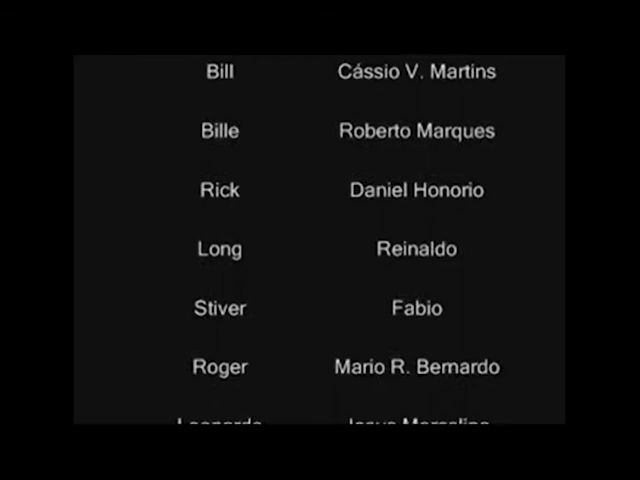 Bill Cássio V. Martins
Bille Roberto Marques
Rick Daniel Honorio
Long Reinaldo
Stiver Fabio
Roger Mario R. Bernardo